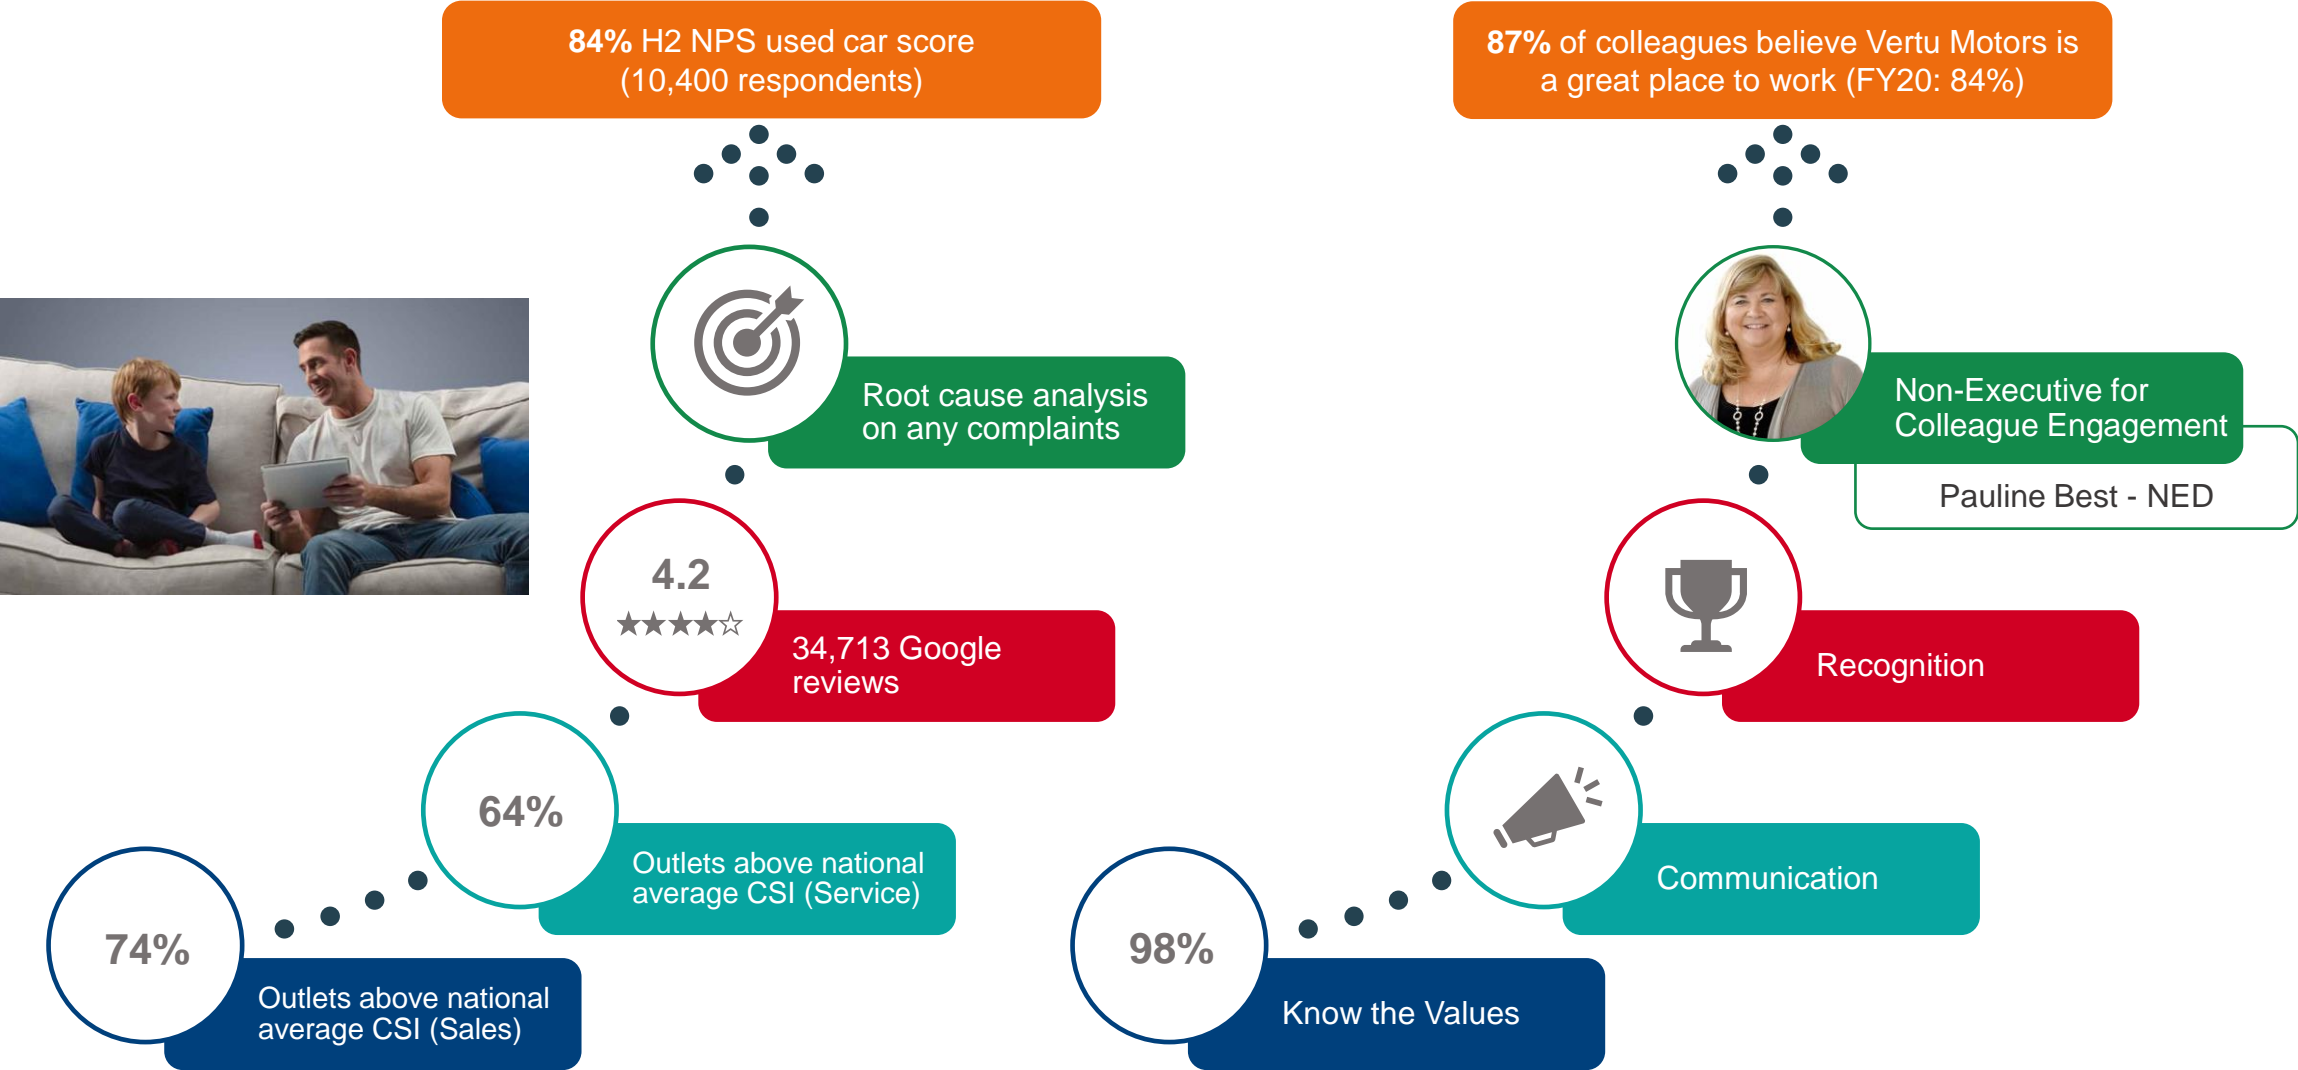 84% H2 NPS used car score
(10,400 respondents)
Root cause analysis
on any complaints
4.2
34,713 Google
reviews
64%
Outlets above national
average CSI (Service)
74%
Outlets above national
average CSI (Sales)
87% of colleagues believe Vertu Motors is
a great place to work (FY20: 84%)
Non-Executive for
Colleague Engagement
Pauline Best - NED
Recognition
Communication
98%
Know the Values